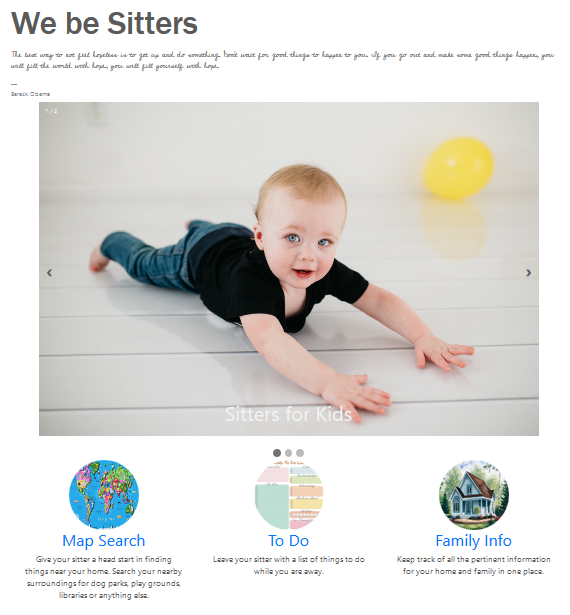 We be Sitters
The best way to not feel hopeless is to get up and do something. Don't wait for good things to happen to you. If you go out and make some good things happen, you
will fill the world with hope, you will fill yourself with hope.
—
Barack Obama
1 / 3
‹ ›
Sitters for Kids
Map Search
Give your sitter a head start in finding
things near your home. Search your nearby
surroundings for dog parks, play grounds,
libraries or anything else.
To Do
Leave your sitter with a list of things to do
while you are away.
Family Info
Keep track of all the pertinent information
for your home and family in one place.